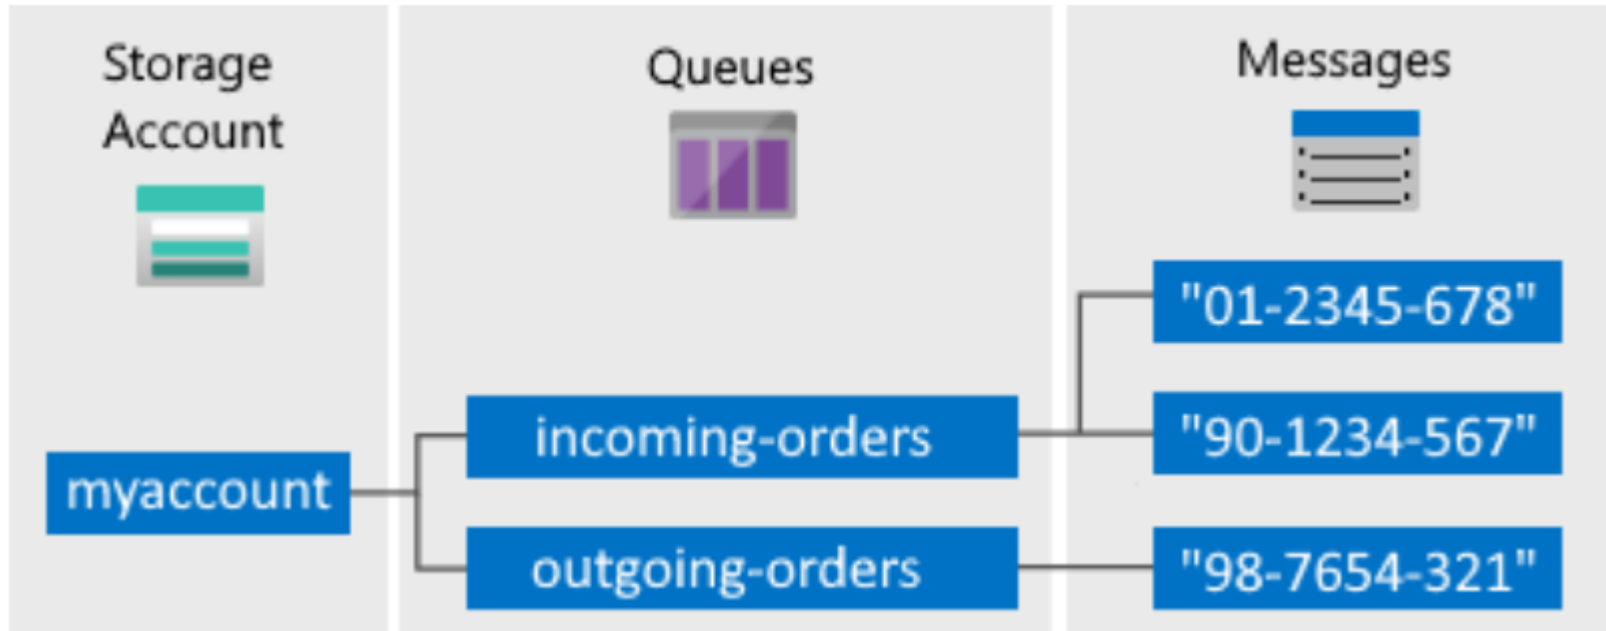 Storage
Account
Queues
Messages
"01-2345-678"
incoming-orders
"90-1234-567"
myaccount
outgoing-orders
"98-7654-321"